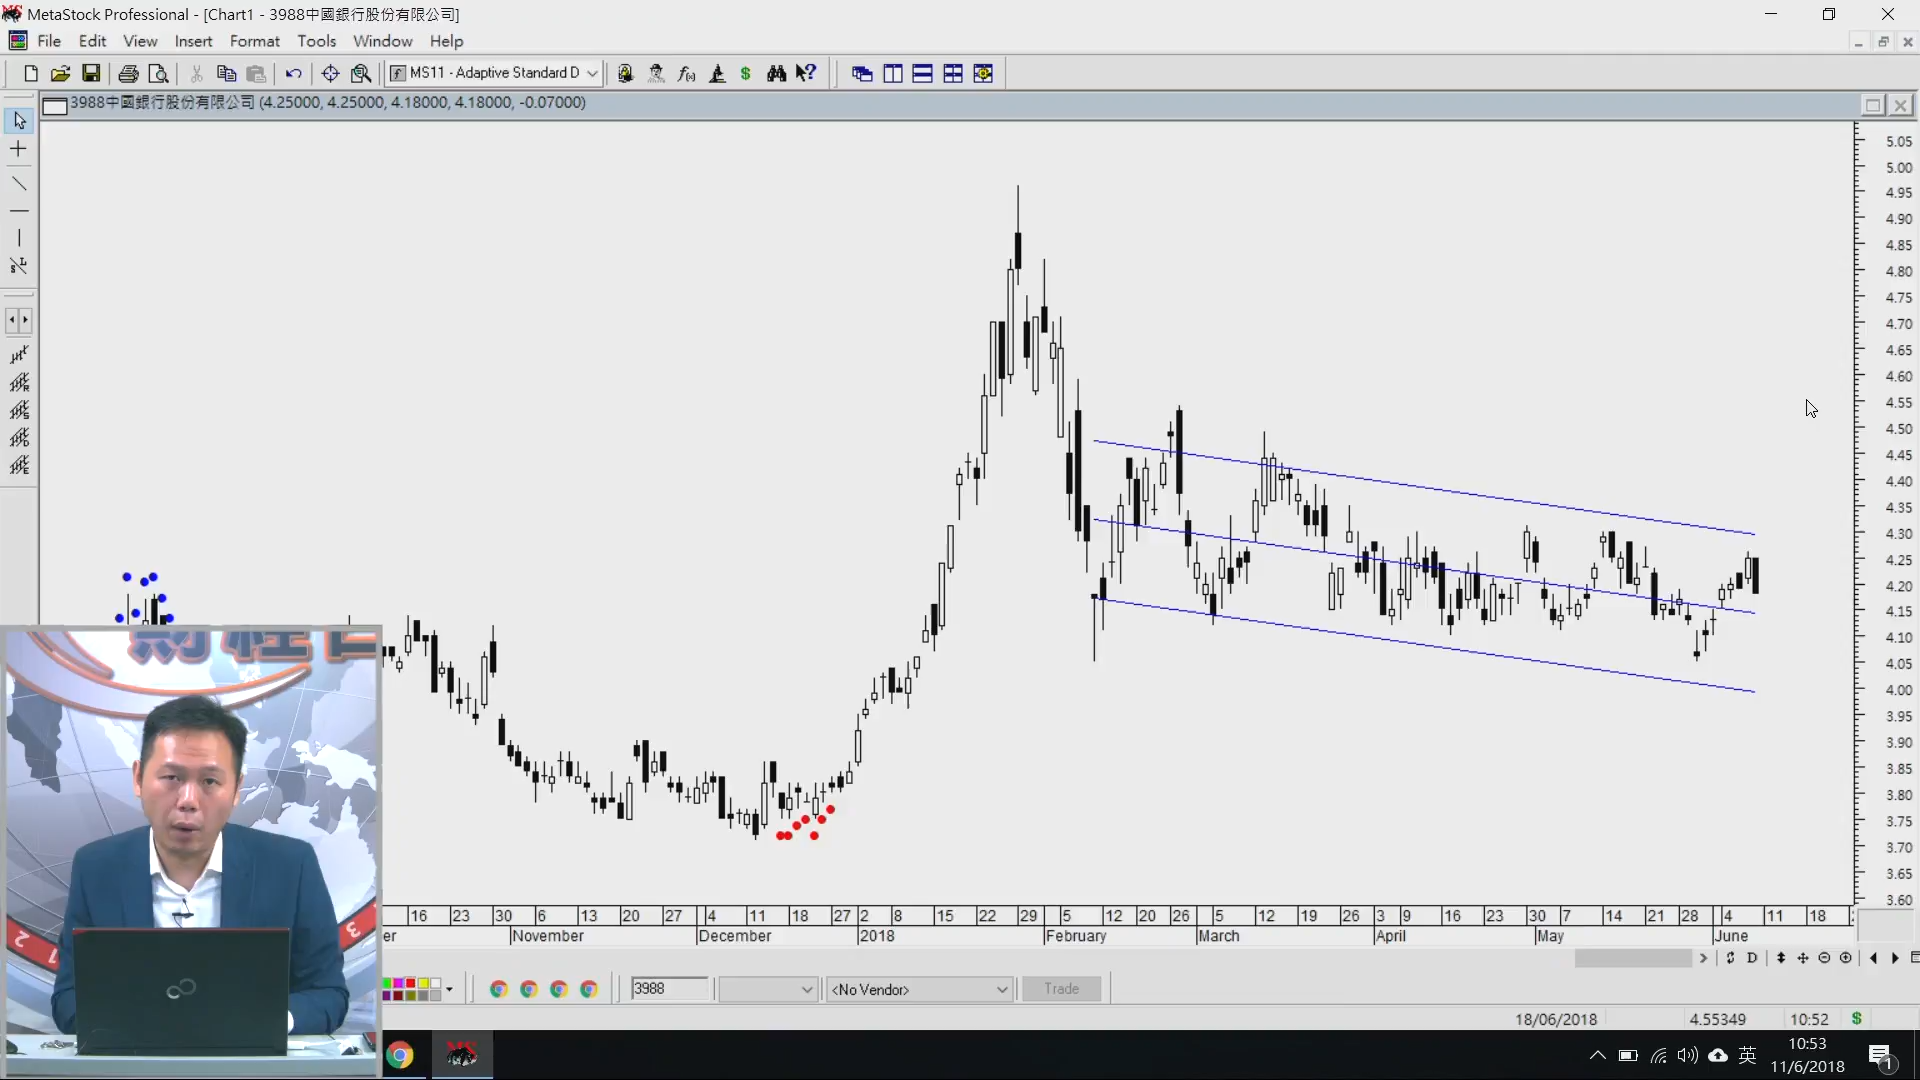 MetaStock Professional - [Chart1 - 3988中國銀行股份有限公司]
File Edit View Insert Format Tools Window Help
MS11 - Adaptive Standard D
3988中國銀行股份有限公司 (4.25000, 4.25000, 4.18000, 4.18000, -0.07000)
5.05
5.00
4.95
4.90
4.85
4.80
4.75
4.70
4.65
4.60
4.55
4.50
4.45
4.40
4.35
4.30
4.25
4.20
4.15
4.10
4.05
4.00
3.95
3.90
3.85
3.80
3.75
3.70
3.65
3.60
16 23 30 6 13 20 27 4 11 18 27 2 8 15 22 29 5 12 20 26 5 12 19 26 3 9 16 23 30 7 14 21 28 4 11 18
er November December 2018 February March April May June
D
3988 <No Vendor> Trade
18/06/2018 4.55349 10:52 $
英 10:53
11/6/2018
1
財經
2 1 3